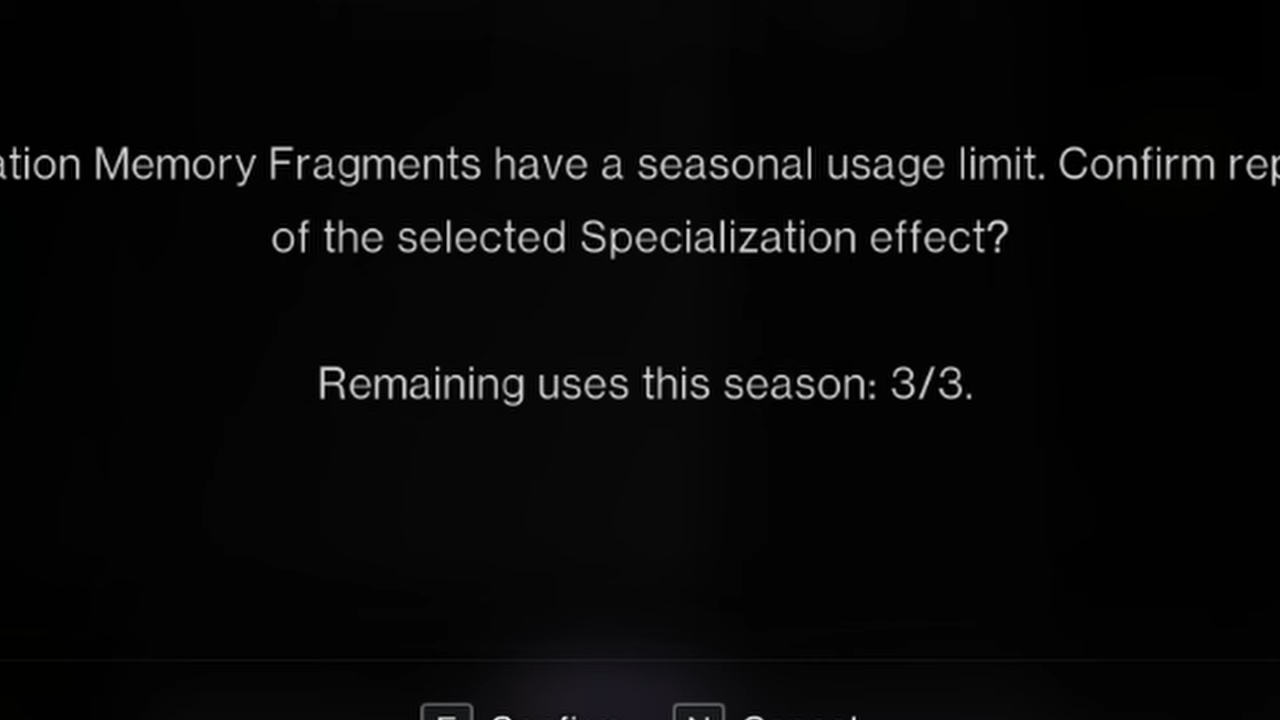 ation Memory Fragments have a seasonal usage limit. Confirm rep
of the selected Specialization effect?
Remaining uses this season: 3/3.